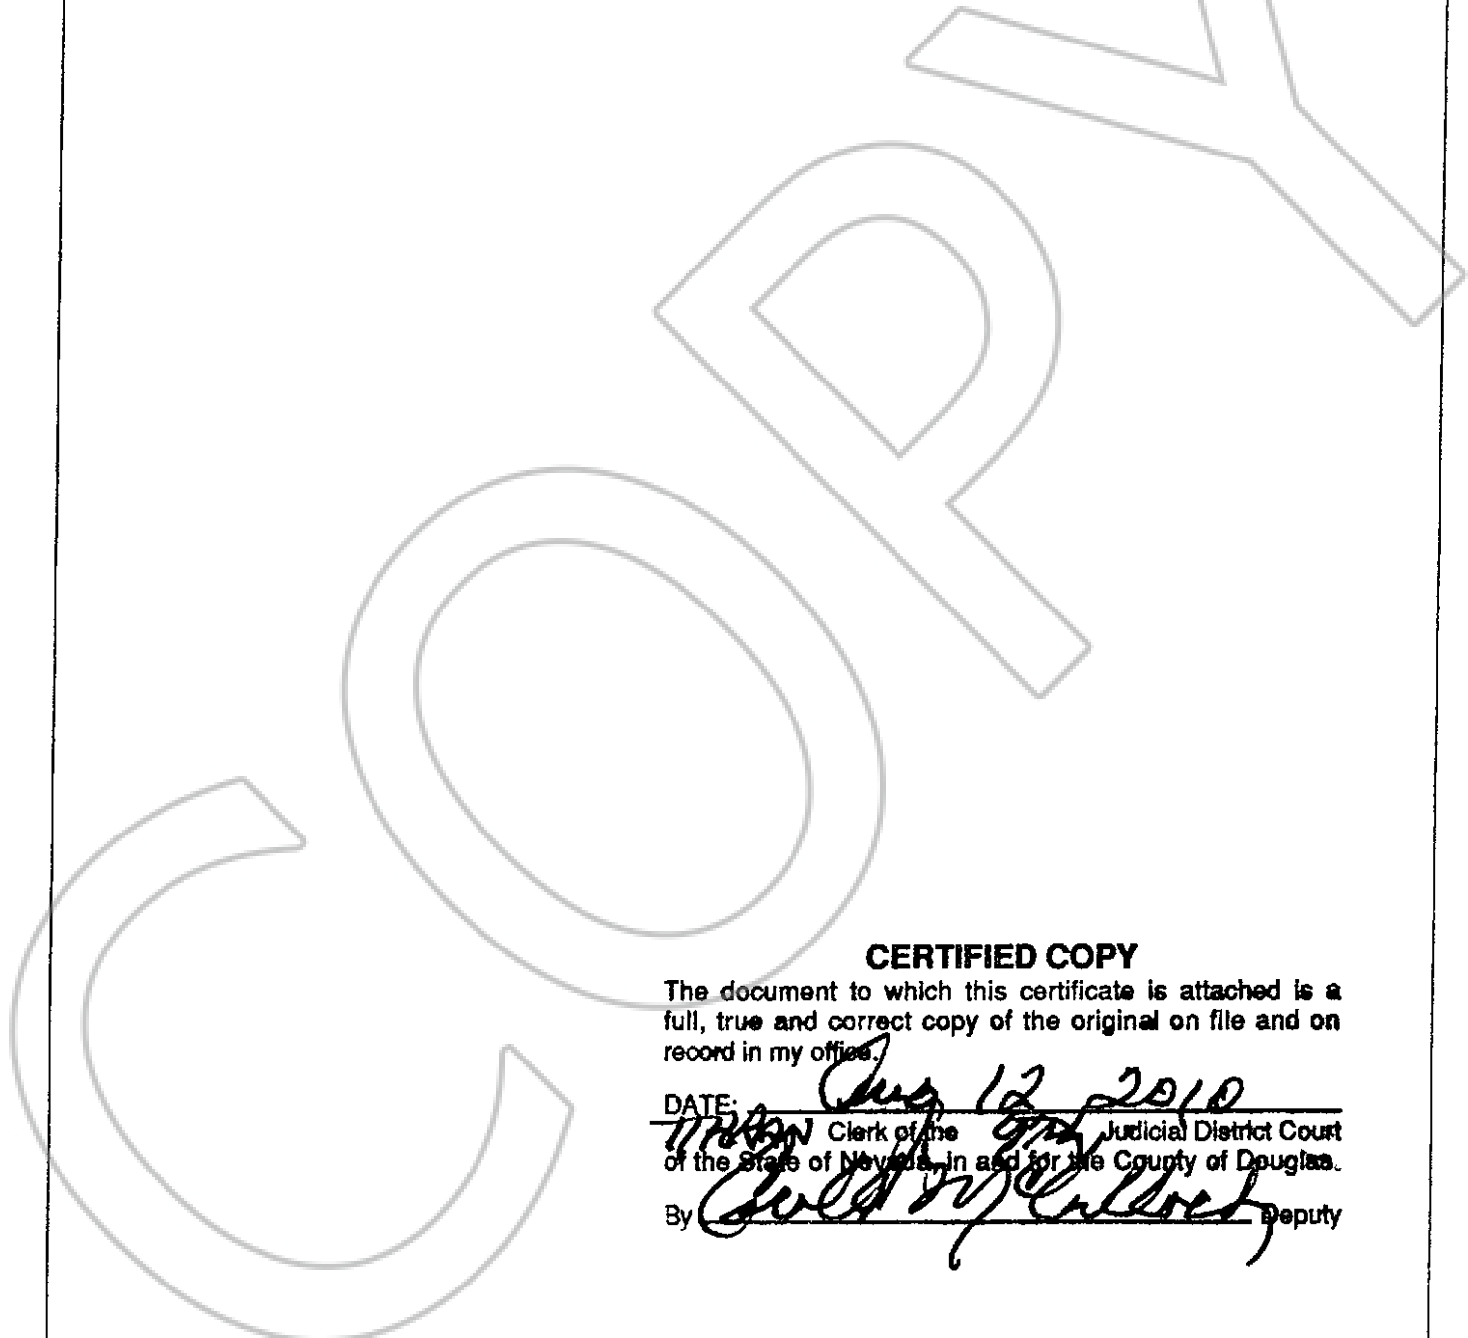 COPY
CERTIFIED COPY
The document to which this certificate is attached is a
full, true and correct copy of the original on file and on
record in my office.
DATE: Aug 12 2010
Clerk of the 9th Judicial District Court
of the State of Nevada, in and for the County of Douglas.
By McCulloch Deputy